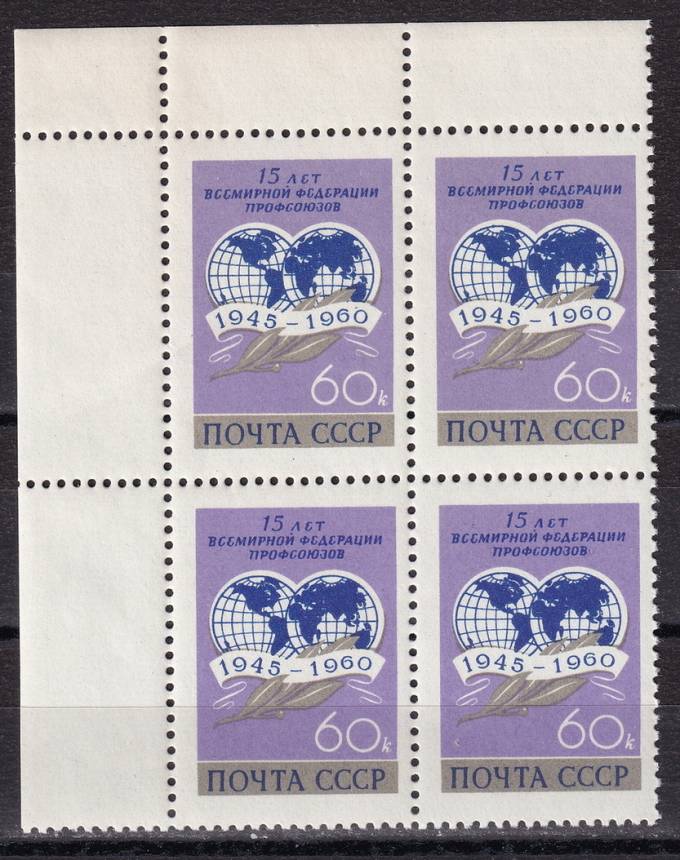 15 лет
ВСЕМИРНОЙ ФЕДЕРАЦИИ
ПРОФСОЮЗОВ
1945-1960
60к
ПОЧТА СССР
15 лет
ВСЕМИРНОЙ ФЕДЕРАЦИИ
ПРОФСОЮЗОВ
1945-1960
60к
ПОЧТА СССР
15 лет
ВСЕМИРНОЙ ФЕДЕРАЦИИ
ПРОФСОЮЗОВ
1945-1960
60к
ПОЧТА СССР
15 лет
ВСЕМИРНОЙ ФЕДЕРАЦИИ
ПРОФСОЮЗОВ
1945-1960
60к
ПОЧТА СССР